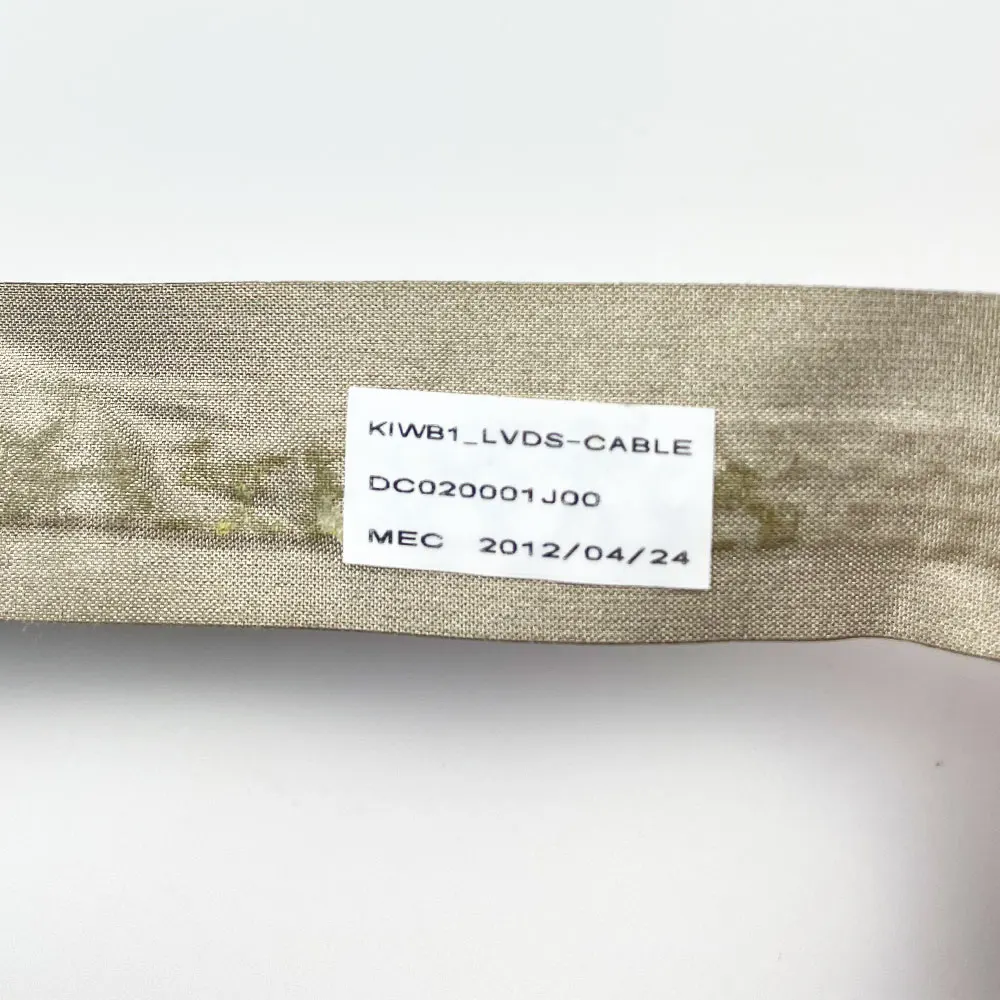 KIWB1_LVDS-CABLE
DC020001J00
MEC 2012/04/24